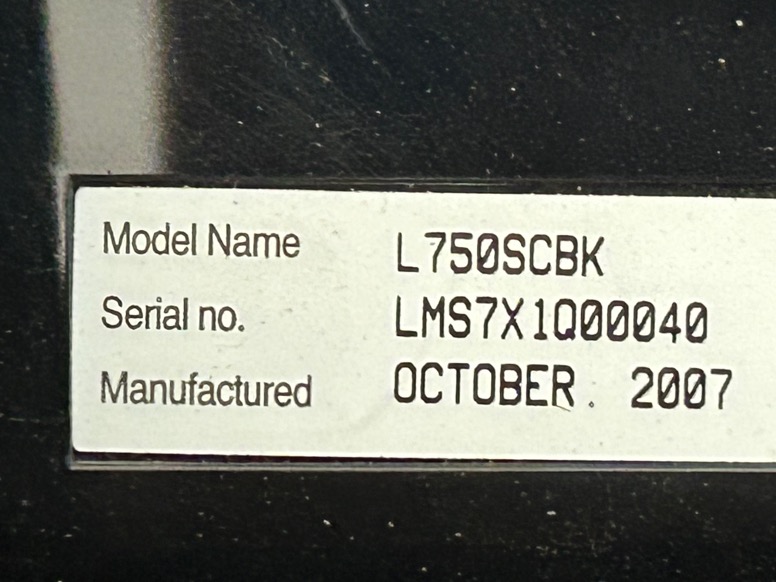 Model Name L750SCBK
Serial no. LMS7X1Q00040
Manufactured OCTOBER. 2007